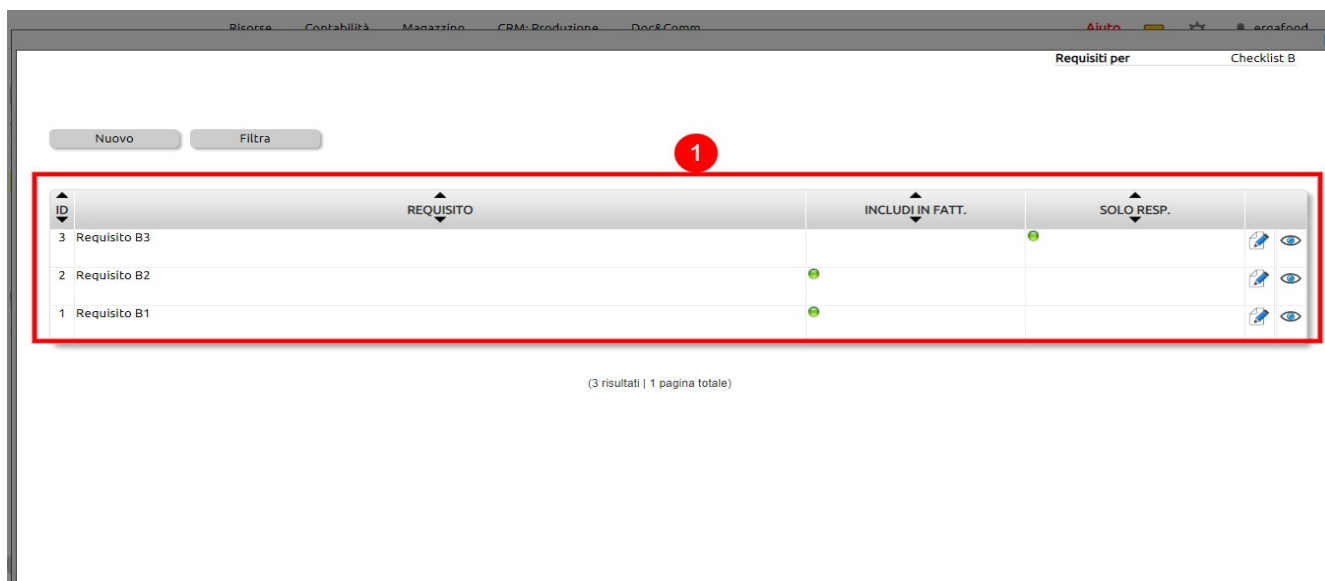 Risorse Contabilità Magazzino CRM: Produzione Doc&Comm Aiuto ergafood
Requisiti per Checklist B
Nuovo Filtra
1
ID REQUISITO INCLUDI IN FATT. SOLO RESP.
3 Requisito B3
2 Requisito B2
1 Requisito B1
(3 risultati | 1 pagina totale)